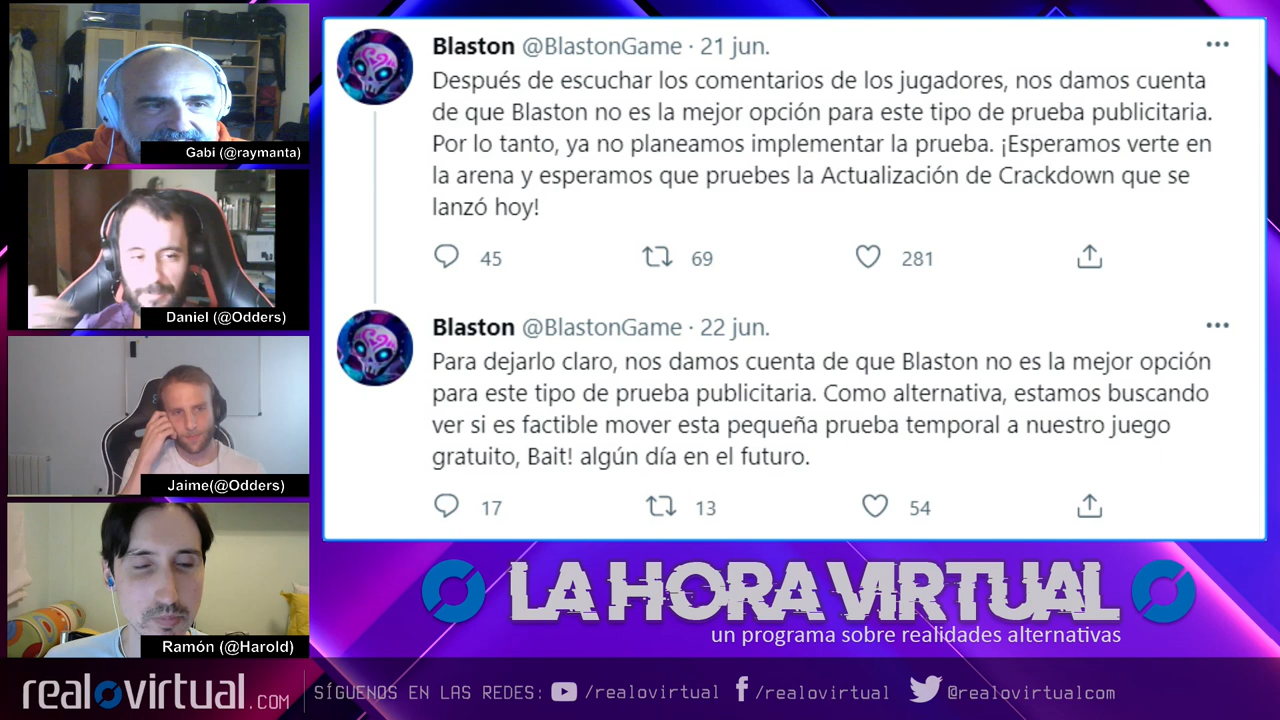 Gabi (@raymanta)
Daniel (@Odders)
Jaime(@Odders)
Ramón (@Harold)
Blaston @BlastonGame · 21 jun.
Después de escuchar los comentarios de los jugadores, nos damos cuenta
de que Blaston no es la mejor opción para este tipo de prueba publicitaria.
Por lo tanto, ya no planeamos implementar la prueba. ¡Esperamos verte en
la arena y esperamos que pruebes la Actualización de Crackdown que se
lanzó hoy!
45 69 281
Blaston @BlastonGame · 22 jun.
Para dejarlo claro, nos damos cuenta de que Blaston no es la mejor opción
para este tipo de prueba publicitaria. Como alternativa, estamos buscando
ver si es factible mover esta pequeña prueba temporal a nuestro juego
gratuito, Bait! algún día en el futuro.
17 13 54
LA HORA VIRTUAL
un programa sobre realidades alternativas
realovirtual.COM SÍGUENOS EN LAS REDES: /realovirtual /realovirtual @realovirtualcom